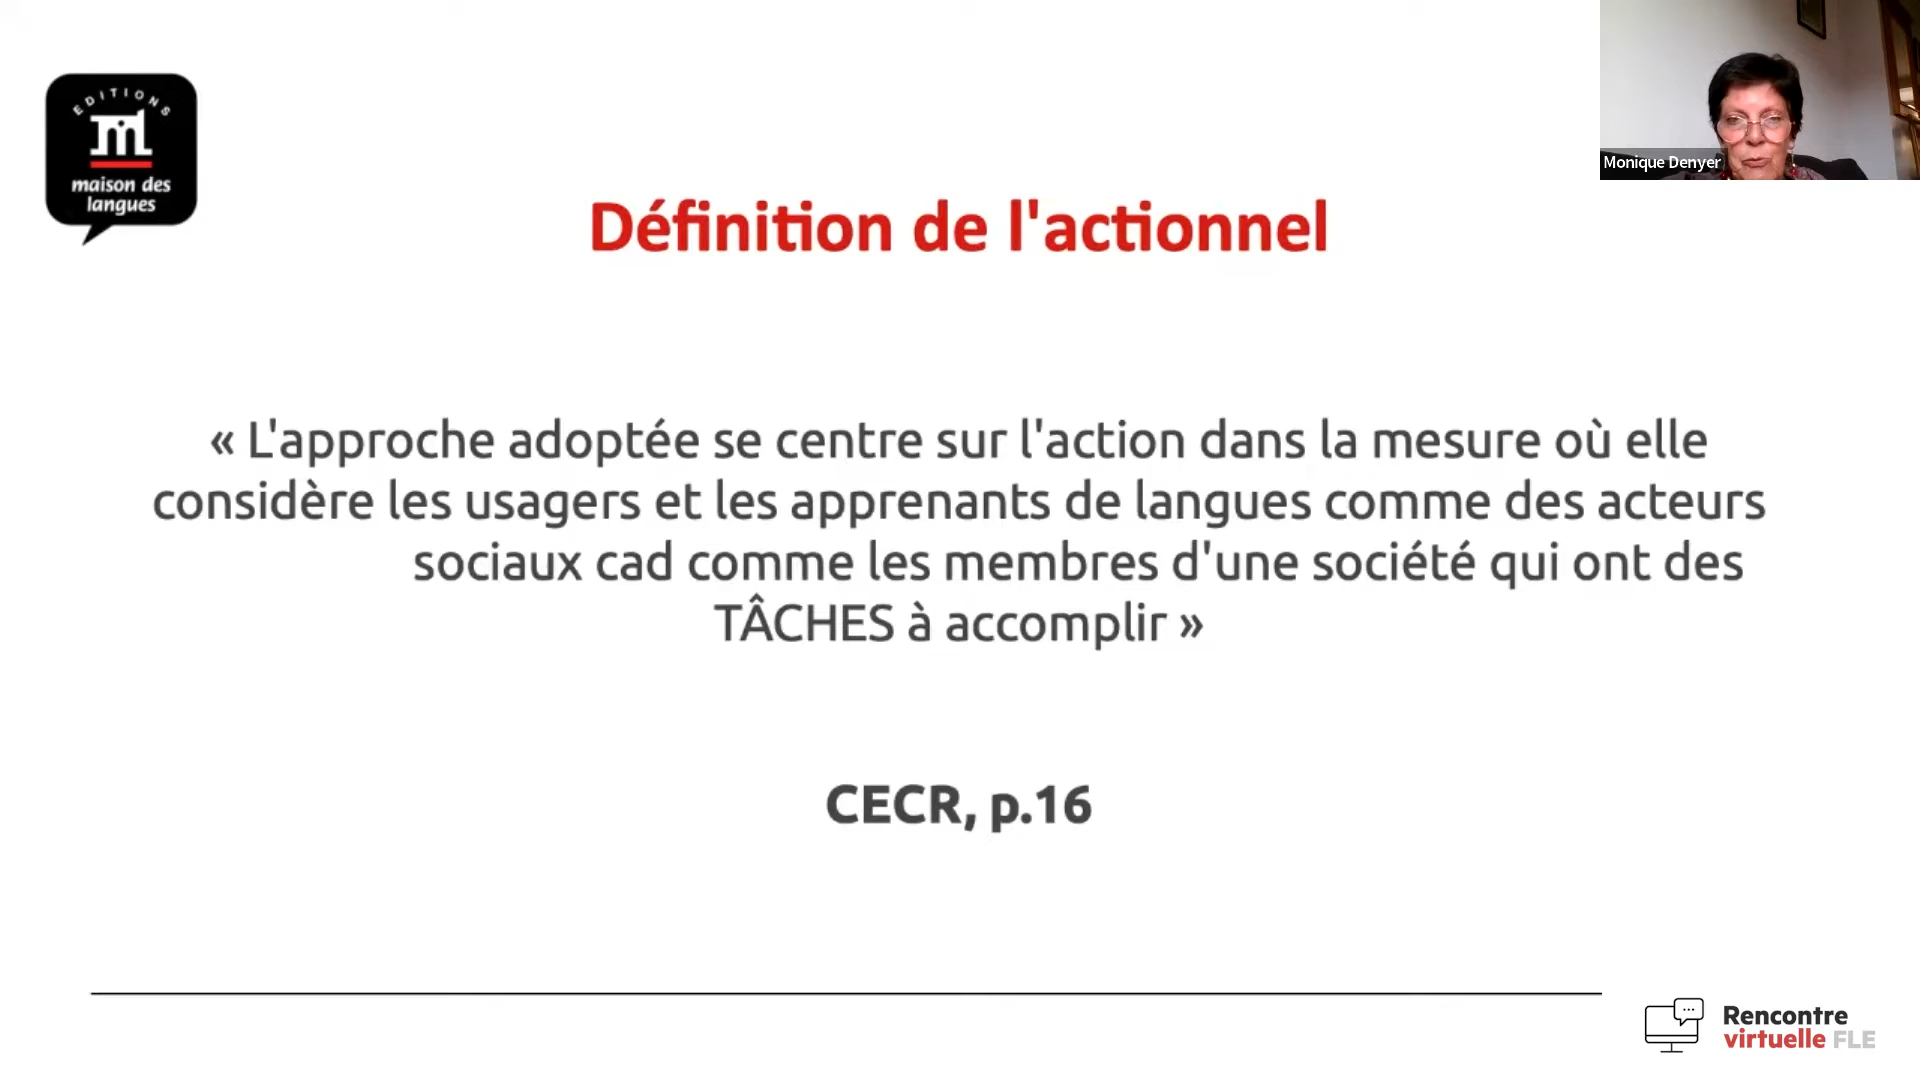 EDITIONS
maison des
langues
Monique Denyer
Définition de l'actionnel
« L'approche adoptée se centre sur l'action dans la mesure où elle
considère les usagers et les apprenants de langues comme des acteurs
sociaux cad comme les membres d'une société qui ont des
TÂCHES à accomplir »
CECR, p.16
Rencontre
virtuelle FLE